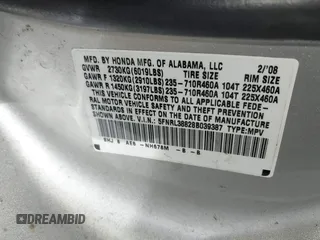 MFD. BY HONDA MFG. OF ALABAMA, LLC 2/'08
GVWR 2730KG(6019LBS) TIRE SIZE RIM SIZE
GAWR F 1320KG(2910LBS) 235-710R460A 104T 225X460A
GAWR R 1450KG(3197LBS) 235-710R460A 104T 225X460A
THIS VEHICLE CONFORMS TO ALL APPLICABLE FEDE-
RAL MOTOR VEHICLE SAFETY AND THEFT PREVENTION
STANDARDS IN EFFECT ON THE DATE OF MANUFACTURE
SHOWN ABOVE. V.I.N.: TYPE:MPV
NH578M
DREAMBID
DREAMBID.COM